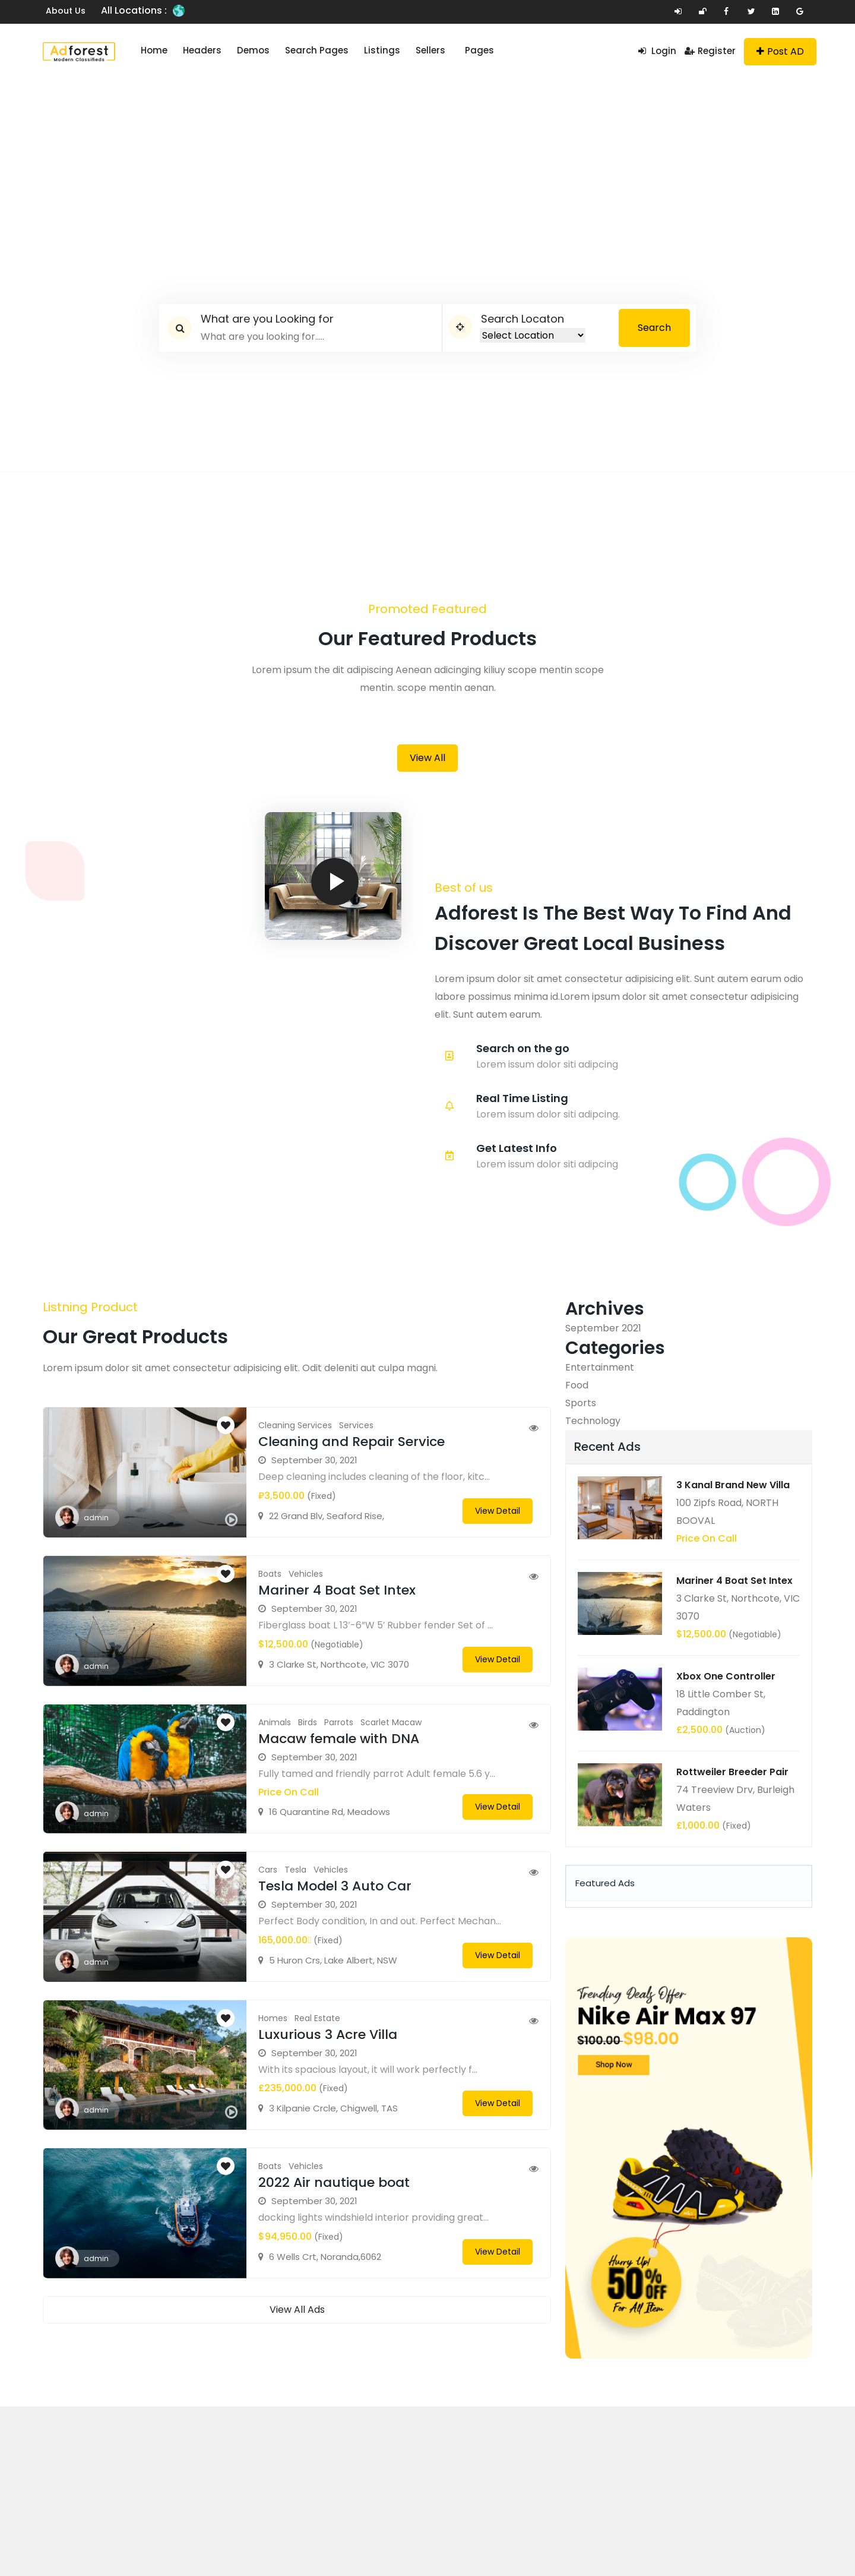 About Us All Locations :
Adforest
Modern Classifieds
Home Headers Demos Search Pages Listings Sellers Pages
Login Register Post AD
What are you Looking for
What are you looking for.....
Search Locaton
Select Location
Search
Promoted Featured
Our Featured Products
Lorem ipsum the dit adipiscing Aenean adicinging kiliuy scope mentin scope
mentin. scope mentin aenan.
View All
Best of us
Adforest Is The Best Way To Find And
Discover Great Local Business
Lorem ipsum dolor sit amet consectetur adipisicing elit. Sunt autem earum odio
labore possimus minima id.Lorem ipsum dolor sit amet consectetur adipisicing
elit. Sunt autem earum.
Search on the go
Lorem issum dolor siti adipcing
Real Time Listing
Lorem issum dolor siti adipcing.
Get Latest Info
Lorem issum dolor siti adipcing
Listning Product
Our Great Products
Lorem ipsum dolor sit amet consectetur adipisicing elit. Odit deleniti aut culpa magni.
admin
Cleaning Services Services
Cleaning and Repair Service
September 30, 2021
Deep cleaning includes cleaning of the floor, kitc...
₽3,500.00 (Fixed)
22 Grand Blv, Seaford Rise,
View Detail
admin
Boats Vehicles
Mariner 4 Boat Set Intex
September 30, 2021
Fiberglass boat L 13′-6″W 5′ Rubber fender Set of ...
$12,500.00 (Negotiable)
3 Clarke St, Northcote, VIC 3070
View Detail
admin
Animals Birds Parrots Scarlet Macaw
Macaw female with DNA
September 30, 2021
Fully tamed and friendly parrot Adult female 5.6 y...
Price On Call
16 Quarantine Rd, Meadows
View Detail
admin
Cars Tesla Vehicles
Tesla Model 3 Auto Car
September 30, 2021
Perfect Body condition, In and out. Perfect Mechan...
165,000.00 (Fixed)
5 Huron Crs, Lake Albert, NSW
View Detail
admin
Homes Real Estate
Luxurious 3 Acre Villa
September 30, 2021
With its spacious layout, it will work perfectly f...
£235,000.00 (Fixed)
3 Kilpanie Crcle, Chigwell, TAS
View Detail
admin
Boats Vehicles
2022 Air nautique boat
September 30, 2021
docking lights windshield interior providing great...
$94,950.00 (Fixed)
6 Wells Crt, Noranda,6062
View Detail
View All Ads
Archives
September 2021
Categories
Entertainment
Food
Sports
Technology
Recent Ads
3 Kanal Brand New Villa
100 Zipfs Road, NORTH
BOOVAL
Price On Call
Mariner 4 Boat Set Intex
3 Clarke St, Northcote, VIC
3070
$12,500.00 (Negotiable)
Xbox One Controller
18 Little Comber St,
Paddington
£2,500.00 (Auction)
Rottweiler Breeder Pair
74 Treeview Drv, Burleigh
Waters
£1,000.00 (Fixed)
Featured Ads
Trending Deals Offer
Nike Air Max 97
$100.00 $98.00
Shop Now
Hurry Up!
50% OFF
For All Item